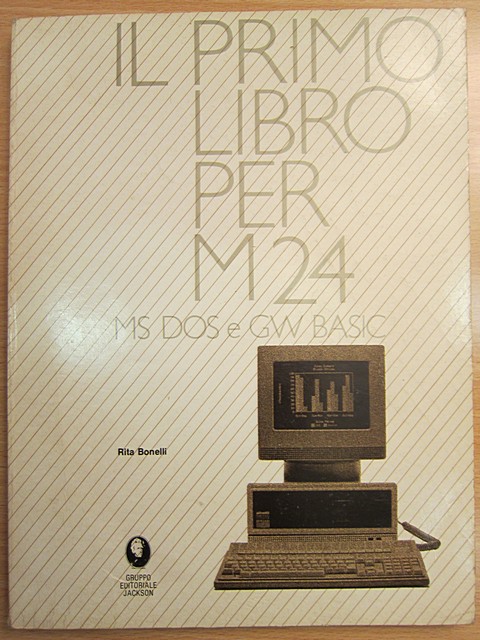 IL PRIMO
LIBRO
PER
M24
MS DOS e GW BASIC
Rita Bonelli
GRUPPO
EDITORIALE
JACKSON